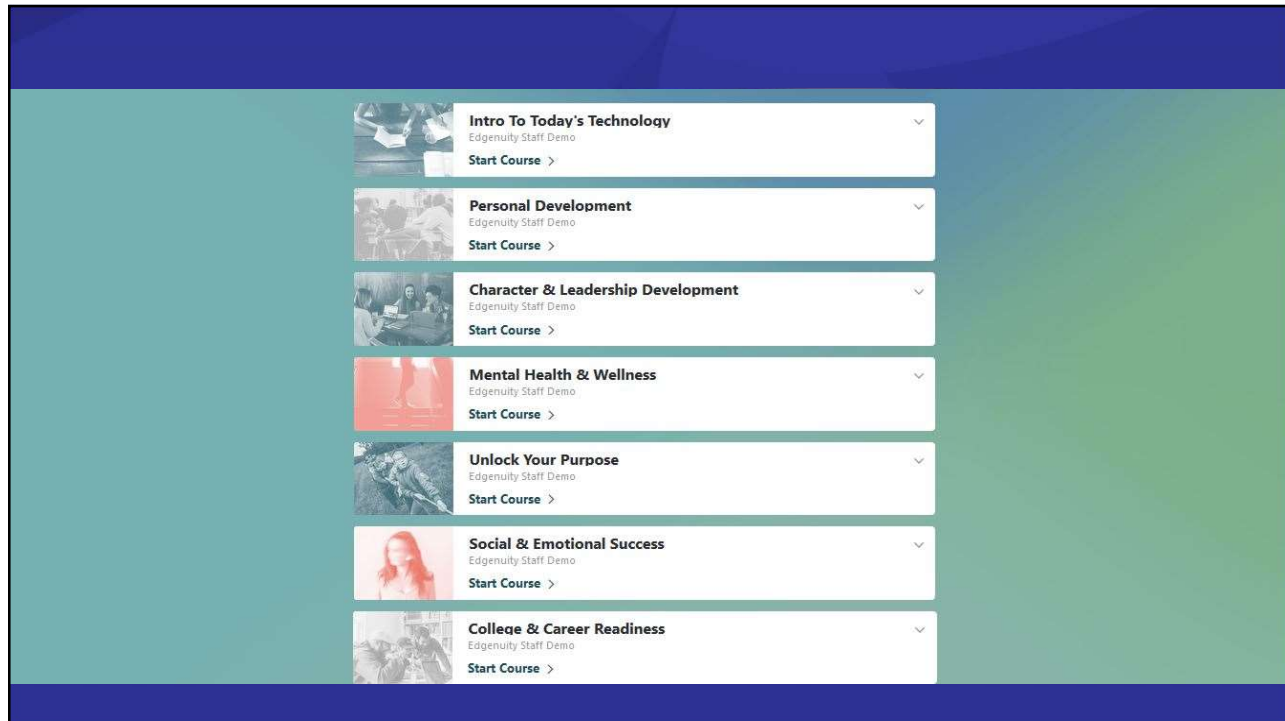 Intro To Today's Technology
Edgenuity Staff Demo
Start Course >
Personal Development
Edgenuity Staff Demo
Start Course >
Character & Leadership Development
Edgenuity Staff Demo
Start Course >
Mental Health & Wellness
Edgenuity Staff Demo
Start Course >
Unlock Your Purpose
Edgenuity Staff Demo
Start Course >
Social & Emotional Success
Edgenuity Staff Demo
Start Course >
College & Career Readiness
Edgenuity Staff Demo
Start Course >